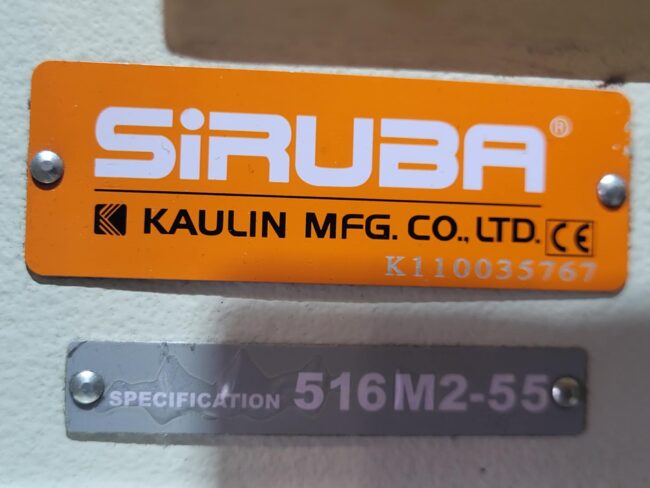 SiRUBA®
KAULIN MFG. CO., LTD. CE
K110035767
SPECIFICATION 516M2-55